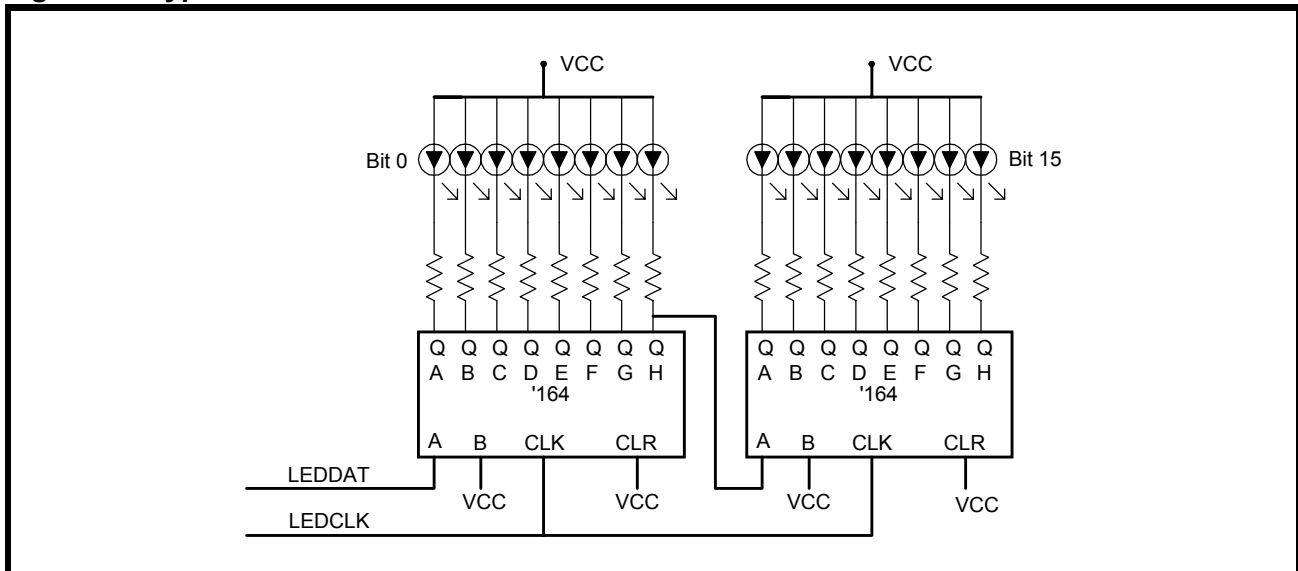 VCC VCC
Bit 0 Bit 15
Q Q Q Q Q Q Q Q Q Q Q Q Q Q Q Q
A B C D E F G H A B C D E F G H
'164 '164
A B CLK CLR A B CLK CLR
LEDDAT
VCC VCC VCC VCC
LEDCLK